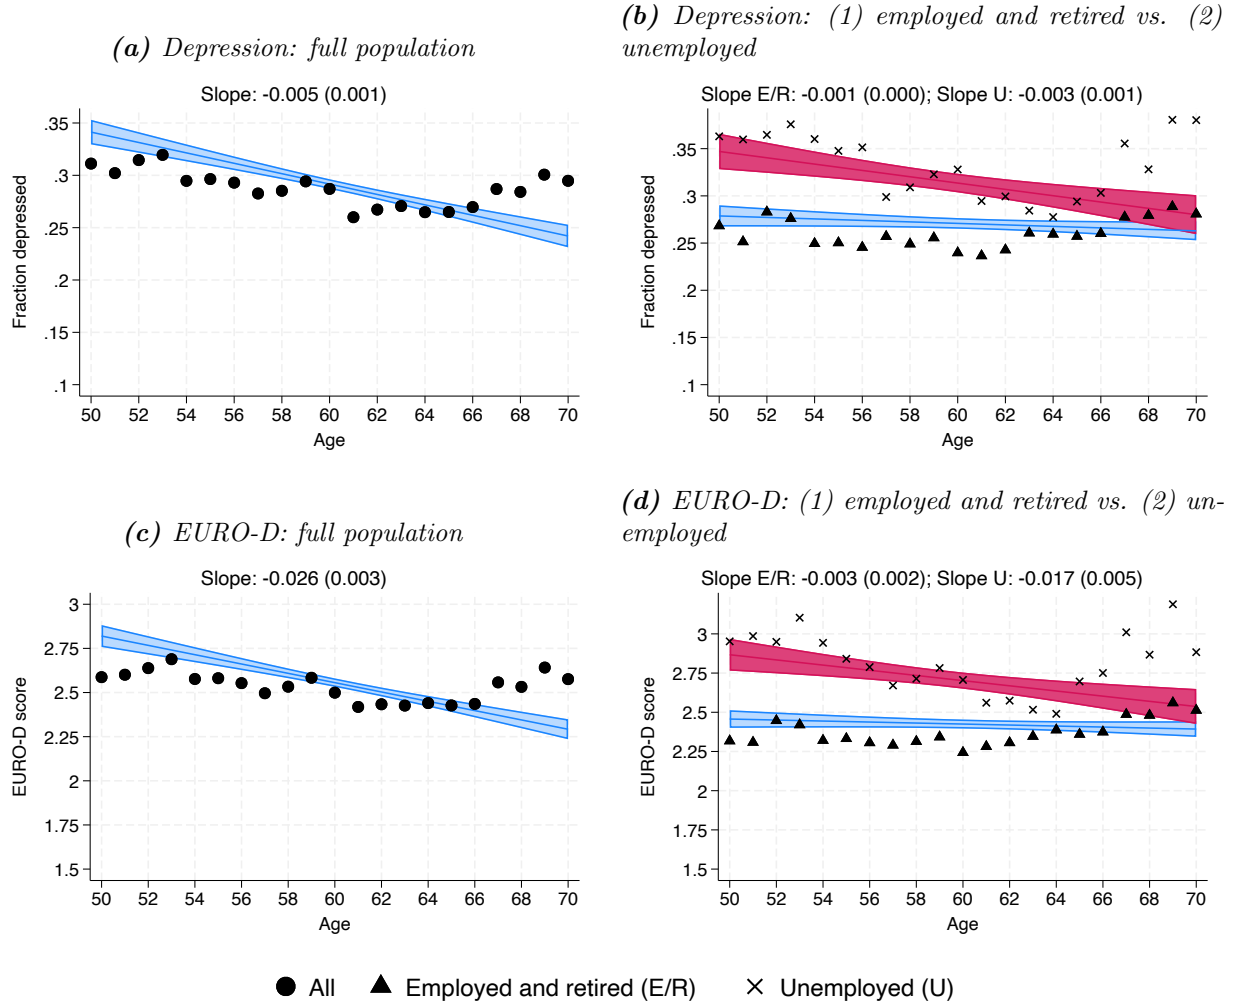 (a) Depression: full population
(b) Depression: (1) employed and retired vs. (2)
unemployed
Slope: -0.005 (0.001)
Slope E/R: -0.001 (0.000); Slope U: -0.003 (0.001)
Fraction depressed
.35
.3
.25
.2
.15
.1
50 52 54 56 58 60 62 64 66 68 70
Age
Fraction depressed
.35
.3
.25
.2
.15
.1
50 52 54 56 58 60 62 64 66 68 70
Age
(c) EURO-D: full population
(d) EURO-D: (1) employed and retired vs. (2) un-
employed
Slope: -0.026 (0.003)
Slope E/R: -0.003 (0.002); Slope U: -0.017 (0.005)
EURO-D score
3
2.75
2.5
2.25
2
1.75
1.5
50 52 54 56 58 60 62 64 66 68 70
Age
EURO-D score
3
2.75
2.5
2.25
2
1.75
1.5
50 52 54 56 58 60 62 64 66 68 70
Age
All
Employed and retired (E/R)
Unemployed (U)